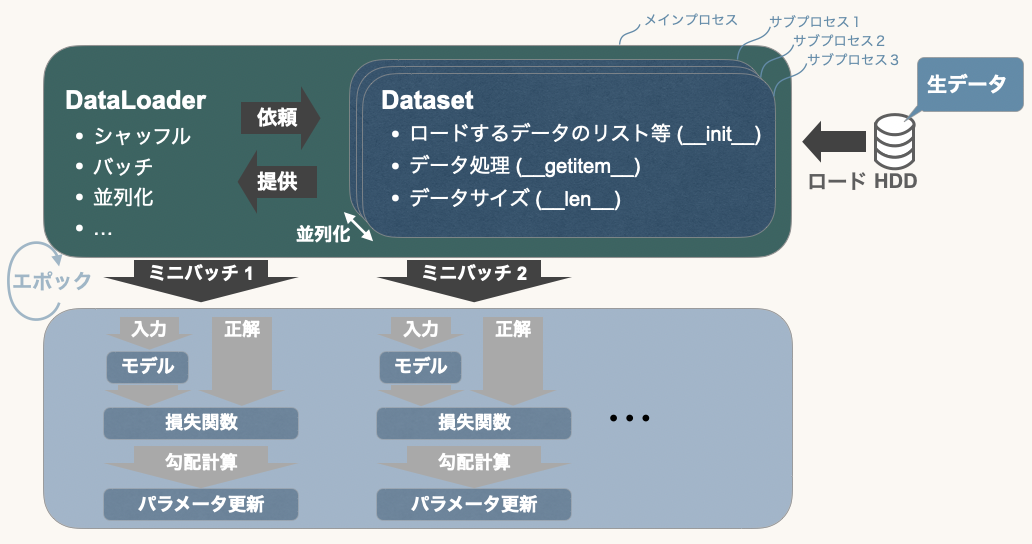 メインプロセス
サブプロセス1
サブプロセス2
サブプロセス3
生データ
DataLoader
• シャッフル
• バッチ
• 並列化
• …
依頼
提供
Dataset
• ロードするデータのリスト等 (__init__)
• データ処理 (__getitem__)
• データサイズ (__len__)
並列化
ロード
HDD
エポック
ミニバッチ 1
ミニバッチ 2
入力
正解
モデル
損失関数
勾配計算
パラメータ更新
入力
正解
モデル
損失関数
勾配計算
パラメータ更新
• • •